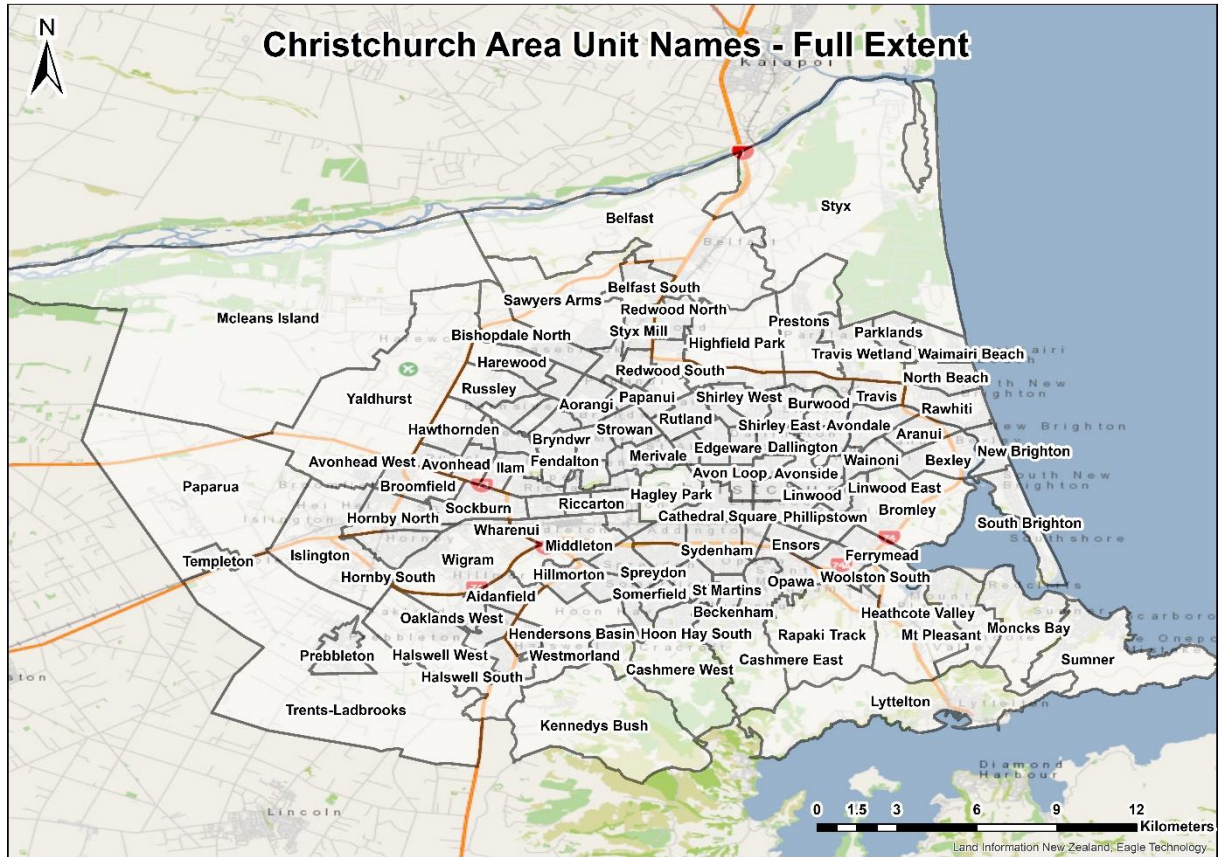 N
Christchurch Area Unit Names - Full Extent
Kaiapoi
Belfast
Styx
Belfast
Belfast South
Sawyers Arms
Redwood North
Mcleans Island
Prestons
Parklands
Styx Mill
Bishopdale North
Highfield Park
Travis Wetland
Waimairi Beach
Harewood
Redwood South
North Beach
Russley
Papanui
Shirley West
Travis
Yaldhurst
Aorangi
Burwood
Rawhiti
Rutland
Hawthornden
Strowan
Shirley East
Avondale
Aranui
Bryndwr
New Brighton
Edgeware
Dallington
Merivale
Wainoni
Bexley
Avonhead West
Avonhead
Ilam
Fendalton
Avon Loop
Avonside
Paparua
Broomfield
Linwood East
Hagley Park
Linwood
Riccarton
Sockburn
Bromley
Hornby North
Cathedral Square
Phillipstown
South Brighton
Southshore
Wharenui
Middleton
Ensors
Sydenham
Islington
Templeton
Wigram
Ferrymead
Hornby South
Hillmorton
Spreydon
Woolston South
Opawa
Aidanfield
Somerfield
St Martins
Beckenham
Heathcote Valley
Oaklands West
Moncks Bay
Hendersons Basin
Hoon Hay South
Rapaki Track
Mt Pleasant
Prebbleton
Halswell West
Westmorland
Cashmere East
Sumner
Cashmere West
Halswell South
Lyttelton
Lyttelton
Trents-Ladbrooks
Kennedys Bush
Diamond
Harbour
Lincoln
0 1.5 3 6 9 12
Kilometers
Land Information New Zealand, Eagle Technology